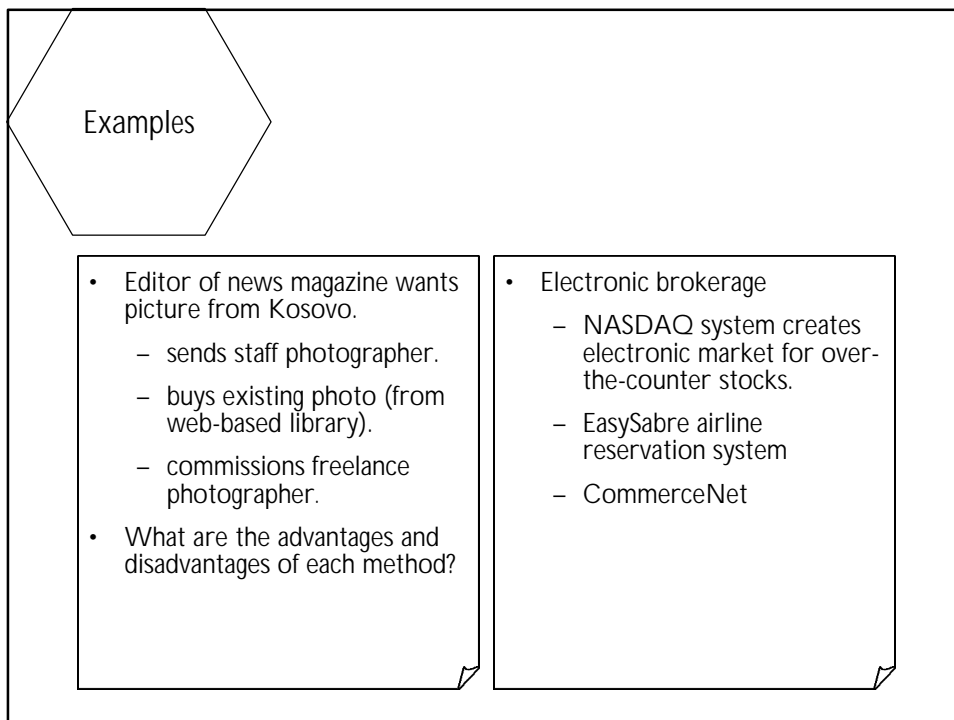 Examples
• Editor of news magazine wants
picture from Kosovo.
– sends staff photographer.
– buys existing photo (from
web-based library).
– commissions freelance
photographer.
• What are the advantages and
disadvantages of each method?
• Electronic brokerage
– NASDAQ system creates
electronic market for over-
the-counter stocks.
– EasySabre airline
reservation system
– CommerceNet